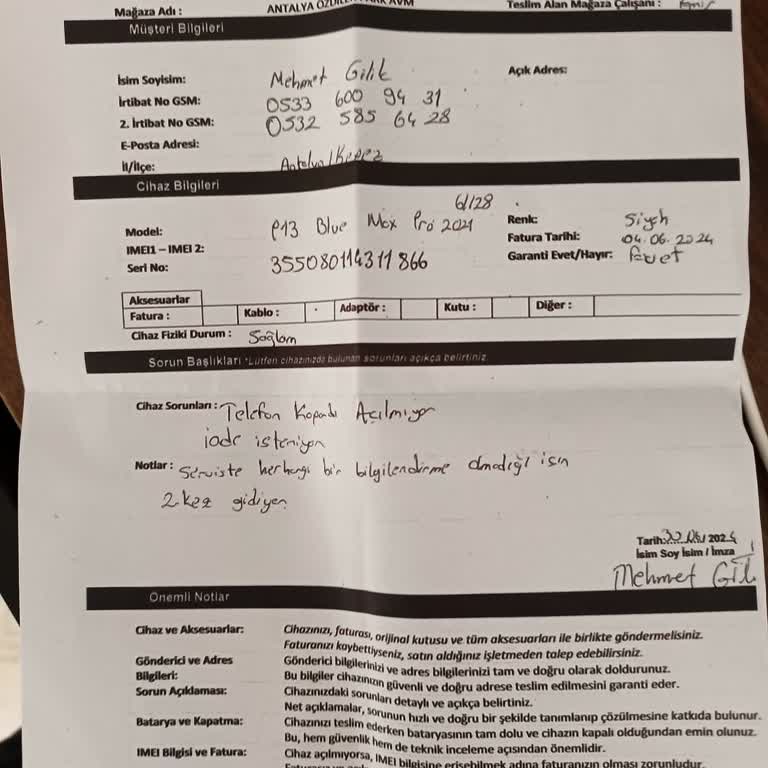 Mağaza Adı : ANTALYA ÖZDİLEK PARK AVM Teslim Alan Mağaza Çalışanı :
Müşteri Bilgileri
İsim Soyisim: Mehmet Gilik Açık Adres:
İrtibat No GSM: 0533 600 94 31
2. İrtibat No GSM: 0532 585 64 28
E-Posta Adresi:
İl/İlçe: Antalya/Kepez
Cihaz Bilgileri
6/128
Model: P13 Blue Max Pro 2021 Renk: Siyah
IMEI1 - IMEI 2: Fatura Tarihi: 04.06.2024
Seri No: 355080114311866 Garanti Evet/Hayır: Evet
Aksesuarlar
Fatura : Kablo : Adaptör : Kutu : Diğer :
Cihaz Fiziki Durum : Sağlam
Sorun Başlıkları *Lütfen cihazınızda bulunan sorunları açıkça belirtiniz.
Cihaz Sorunları : Telefon Kapadı Açılmıyor
iade isteniyor
Notlar : Serviste herhangi bir bilgilendirme olmadığı için
2.kez gidiyor
Tarih: / 2024
İsim Soy İsim / İmza
Mehmet
Önemli Notlar
Cihaz ve Aksesuarlar: Cihazınızı, faturası, orijinal kutusu ve tüm aksesuarları ile birlikte göndermelisiniz.
Faturanızı kaybettiyseniz, satın aldığınız işletmeden talep edebilirsiniz.
Gönderici ve Adres Gönderici bilgilerinizi ve adres bilgilerinizi tam ve doğru olarak doldurunuz.
Bilgileri: Bu bilgiler cihazınızın güvenli ve doğru adrese teslim edilmesini garanti eder.
Sorun Açıklaması: Cihazınızdaki sorunları detaylı ve açıkça belirtiniz.
Net açıklamalar, sorunun hızlı ve doğru bir şekilde tanımlanıp çözülmesine katkıda bulunur.
Batarya ve Kapatma: Cihazınızı teslim ederken bataryasının tam dolu ve cihazın kapalı olduğundan emin olunuz.
Bu, hem güvenlik hem de teknik inceleme açısından önemlidir.
IMEI Bilgisi ve Fatura: Cihaz açılmıyorsa, IMEI bilgisine erişebilmek adına faturanızın olması zorunludur.